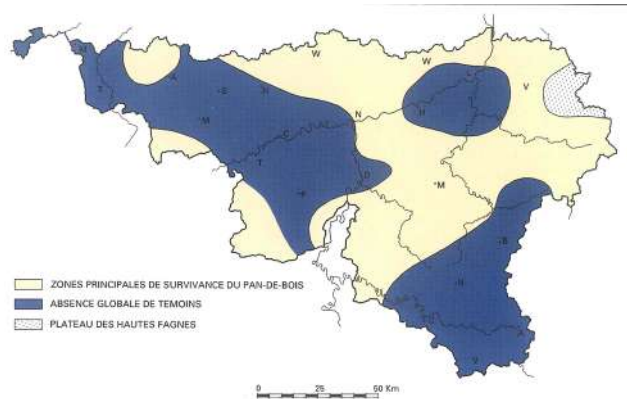 W
W
M
T
A
S
N
L
V
H
M
C
N
T
D
M
P
B
N
A
V
ZONES PRINCIPALES DE SURVIVANCE DU PAN-DE-BOIS
ABSENCE GLOBALE DE TEMOINS
PLATEAU DES HAUTES FAGNES
0 25 50 Km